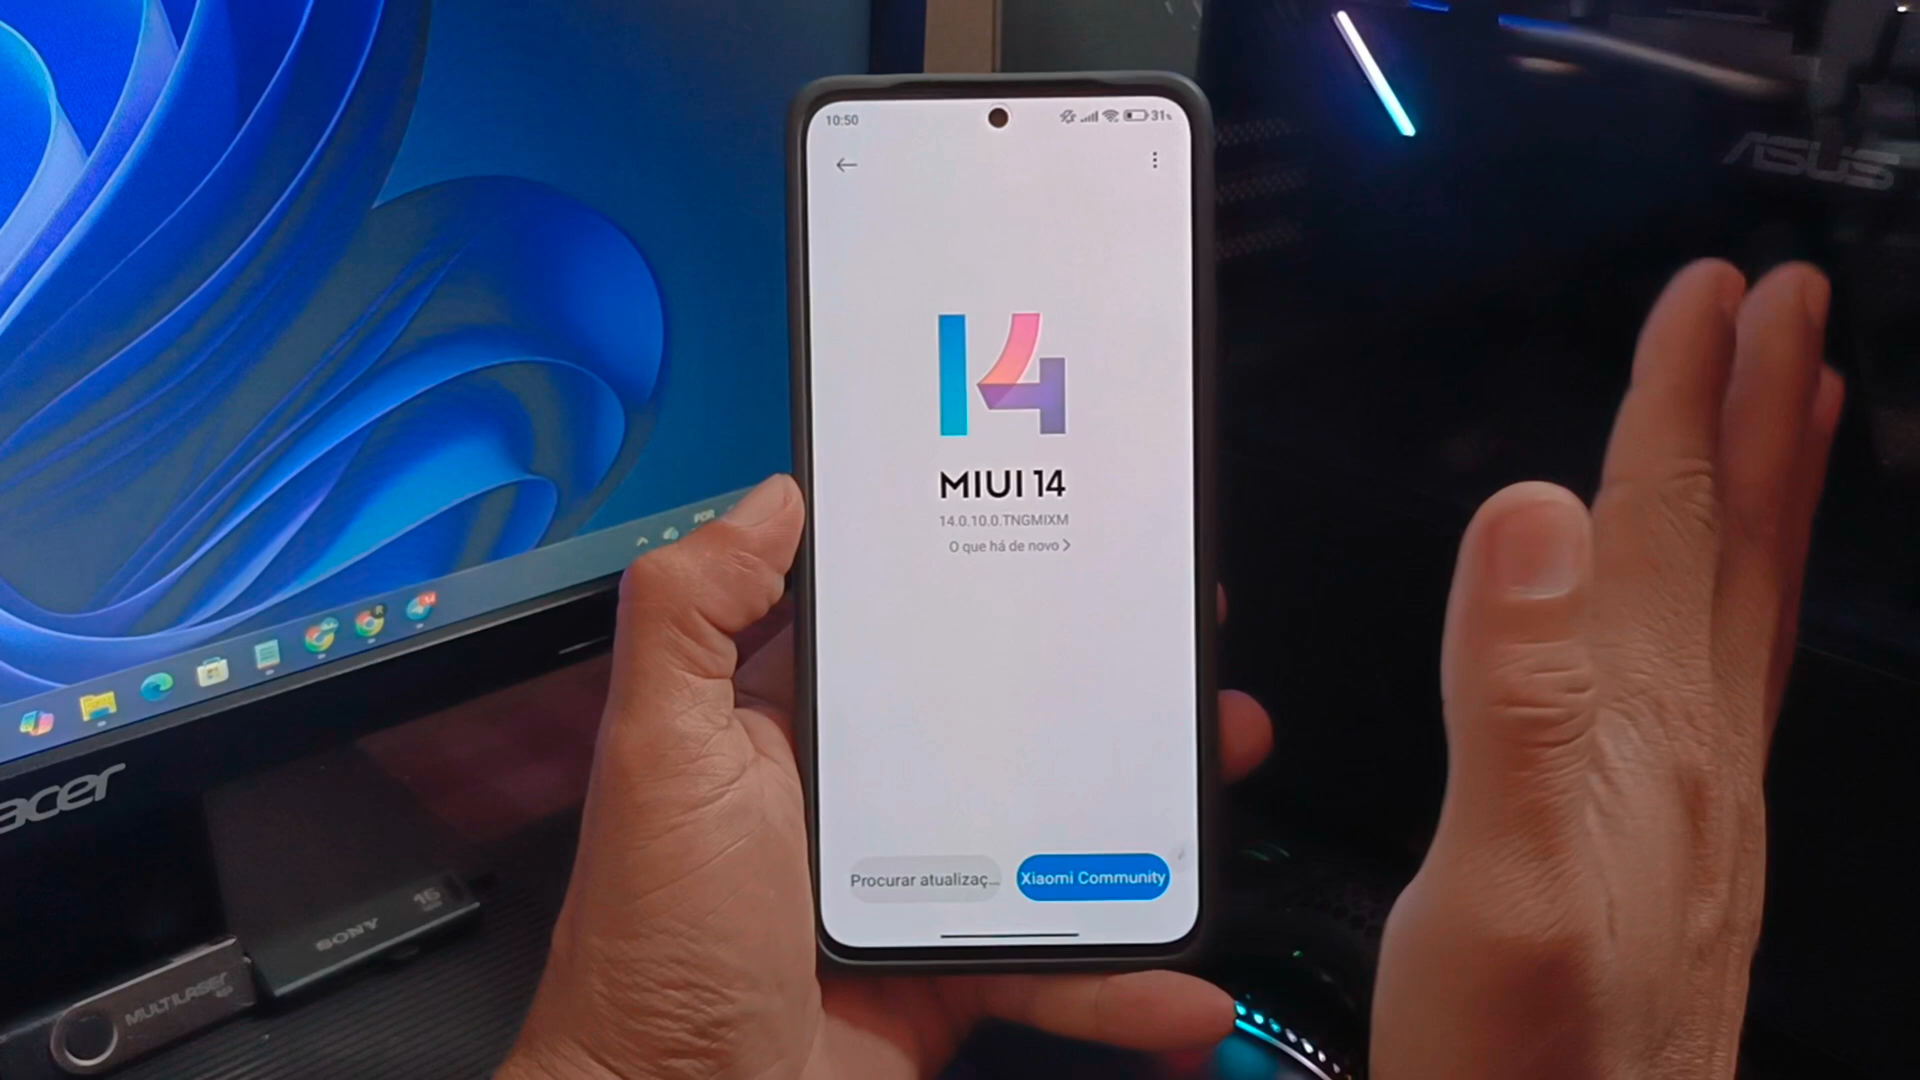 10:50
31%
MIUI 14
14.0.10.0.TNGMIXM
O que há de novo
Procurar atualizaç...
Xiaomi Community
ASUS
POR
acer
SONY
16
MULTILASER